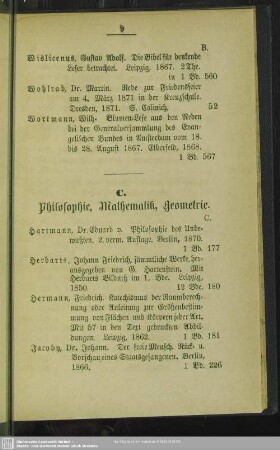 9
B.
Wislicenus, Gustav Adolf. Die Bibel für denkende
Leser betrachtet. Leipzig, 1867. 2 Thle.
in 1 Bd. 560
Wohlrab, Dr. Martin. Rede zur Friedensfeier
am 4. März 1871 in der Kreuzschule.
Dresden, 1871. S. Calinich. 52
Wortmann, Wilh. Blumen-Lese aus den Reden
bei der Generalversammlung des Evan-
gelischen Bundes in Amsterdam vom 18.
bis 28. August 1867. Elberfeld, 1868.
1 Bd. 567
C.
Philosophie, Mathematik, Geometrie.
C.
Hartmann, Dr. Eduard v. Philosophie des Unbe-
wußten. 2. verm. Auflage. Berlin, 1870.
1 Bd. 177
Herbarts, Johann Friedrich, sämmtliche Werke, her-
ausgegeben von G. Hartenstein. Mit
Herbarts Bildniß im 1. Bde. Leipzig,
1850. 12 Bde. 180
Hermann, Friedrich. Katechismus der Raumberech-
nung oder Anleitung zur Größenbestim-
mung von Flächen und Körpern jeder Art.
Mit 57 in den Text gedruckten Abbil-
dungen. Leipzig, 1862. 1 Bd. 181
Jacoby, Dr. Johann. Der freie Mensch. Rück- u.
Vorschau eines Staatsgefangenen. Berlin,
1866. 1 Bd. 226